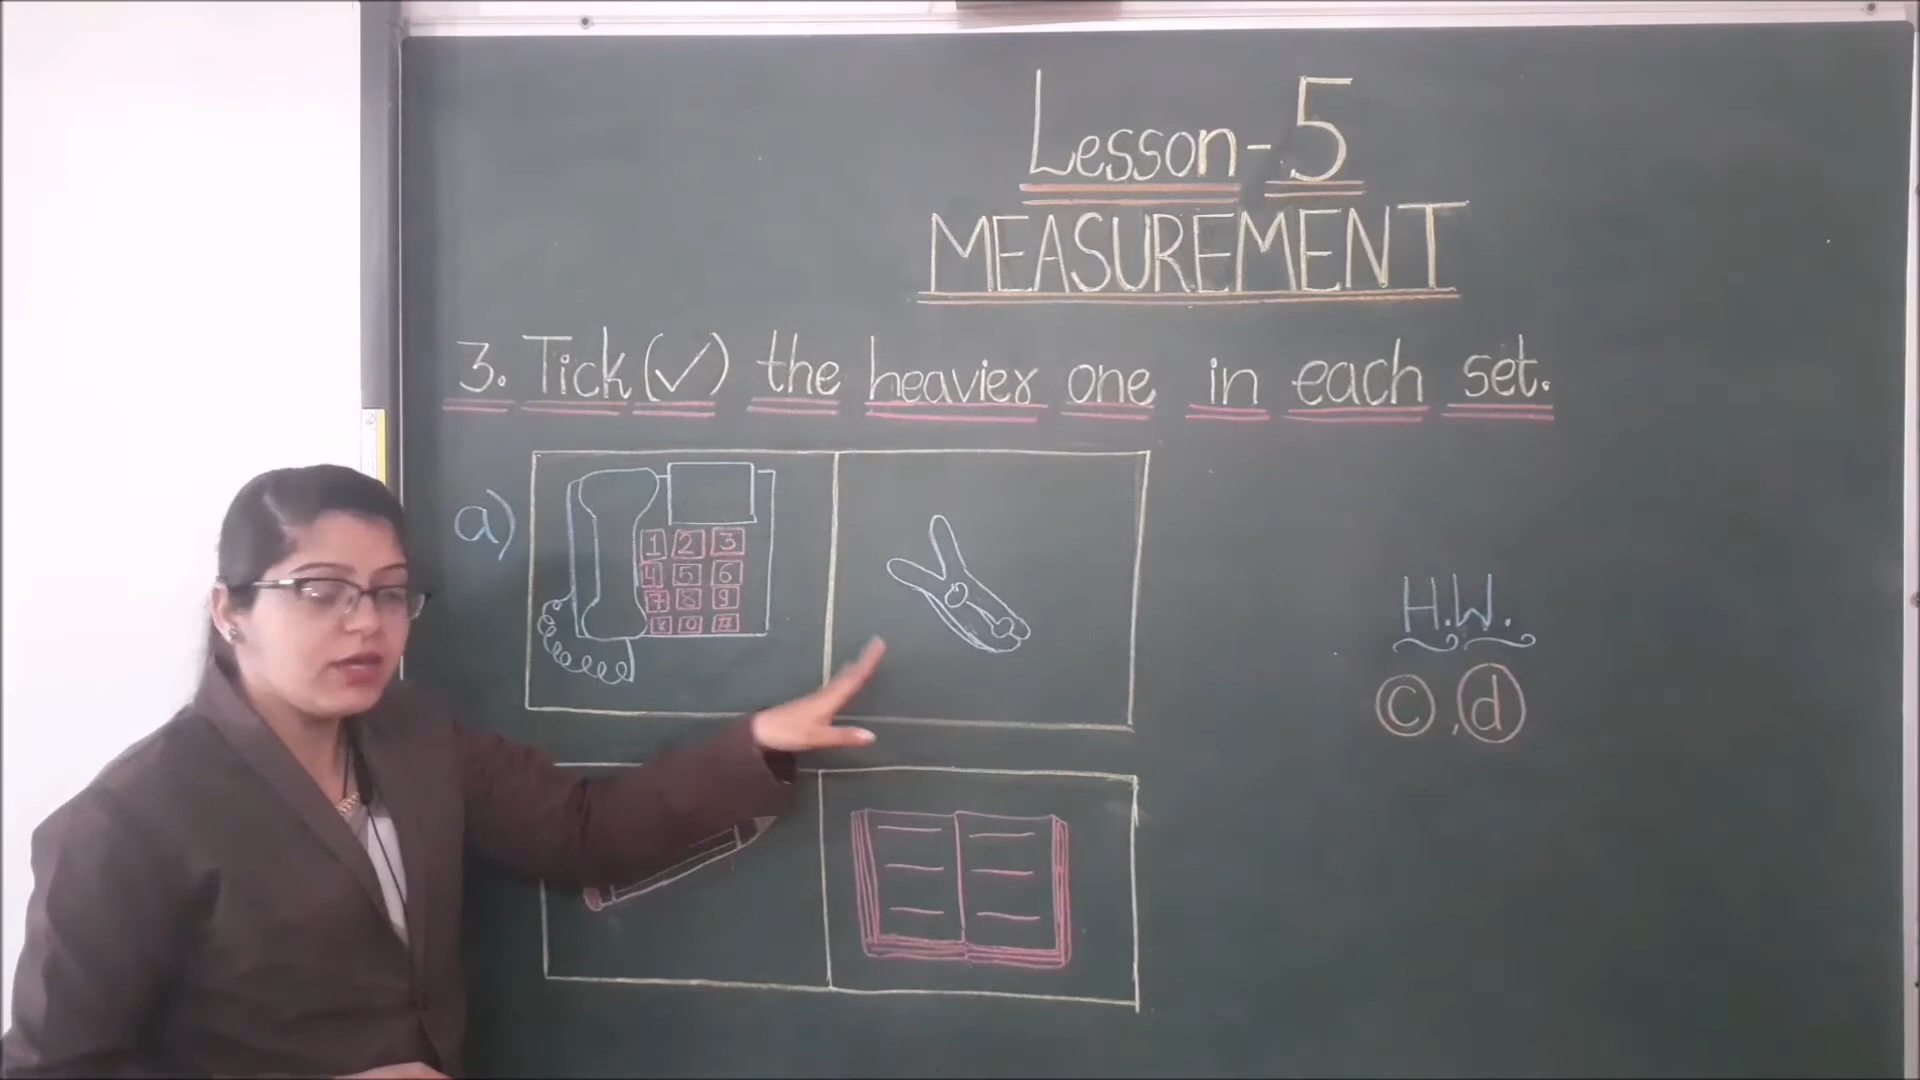 Lesson-5
MEASUREMENT
3. Tick (✓) the heavier one in each set.
a)
1 2 3
4 5 6
7 8 9
0
H.W.
c, d